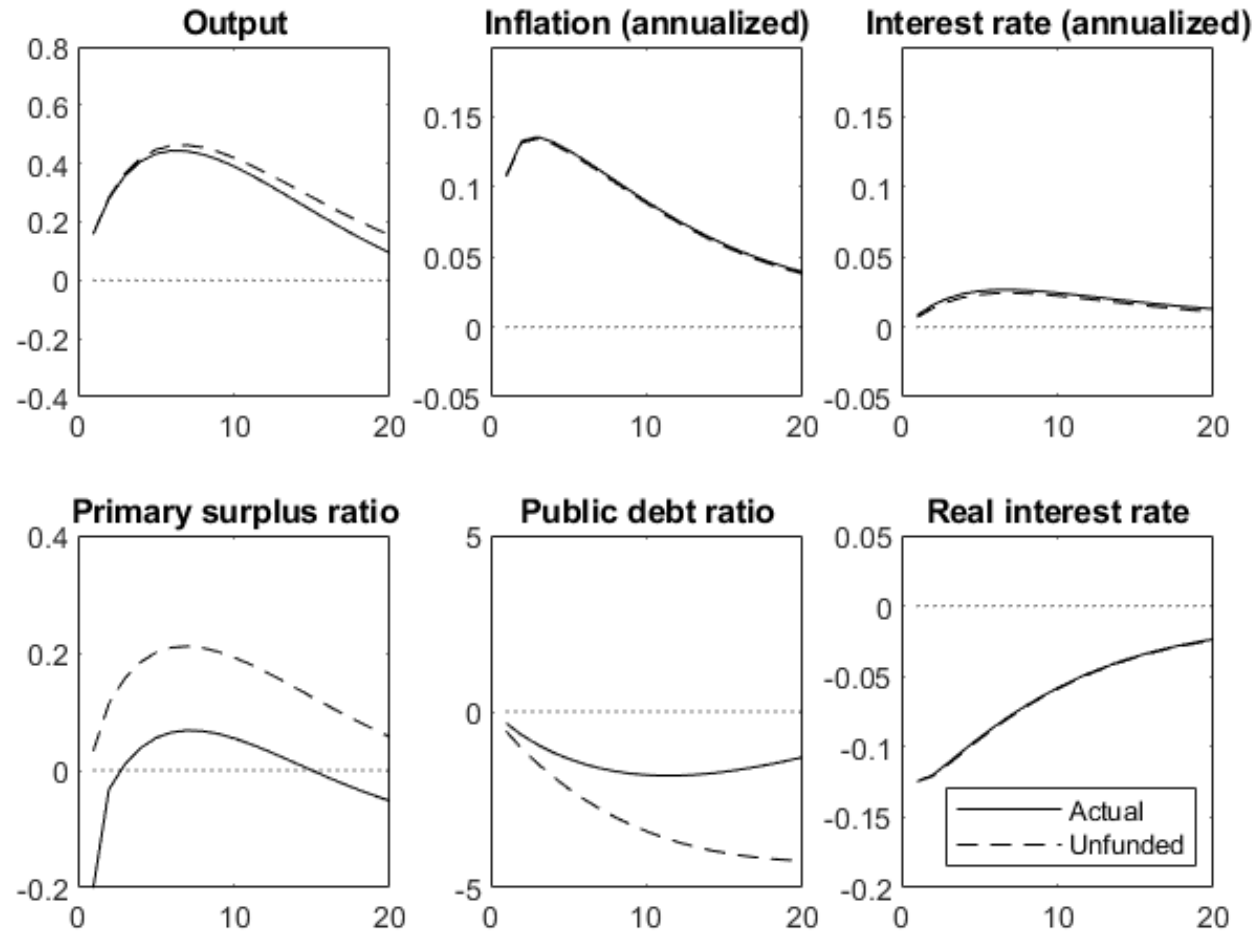 Output
0.8
0.6
0.4
0.2
0
-0.2
-0.4
0 10 20
Inflation (annualized)
0.15
0.1
0.05
0
-0.05
0 10 20
Interest rate (annualized)
0.15
0.1
0.05
0
-0.05
0 10 20
Primary surplus ratio
0.4
0.2
0
-0.2
0 10 20
Public debt ratio
5
0
-5
0 10 20
Real interest rate
0.05
0
-0.05
-0.1
-0.15
-0.2
0 10 20
Actual
Unfunded